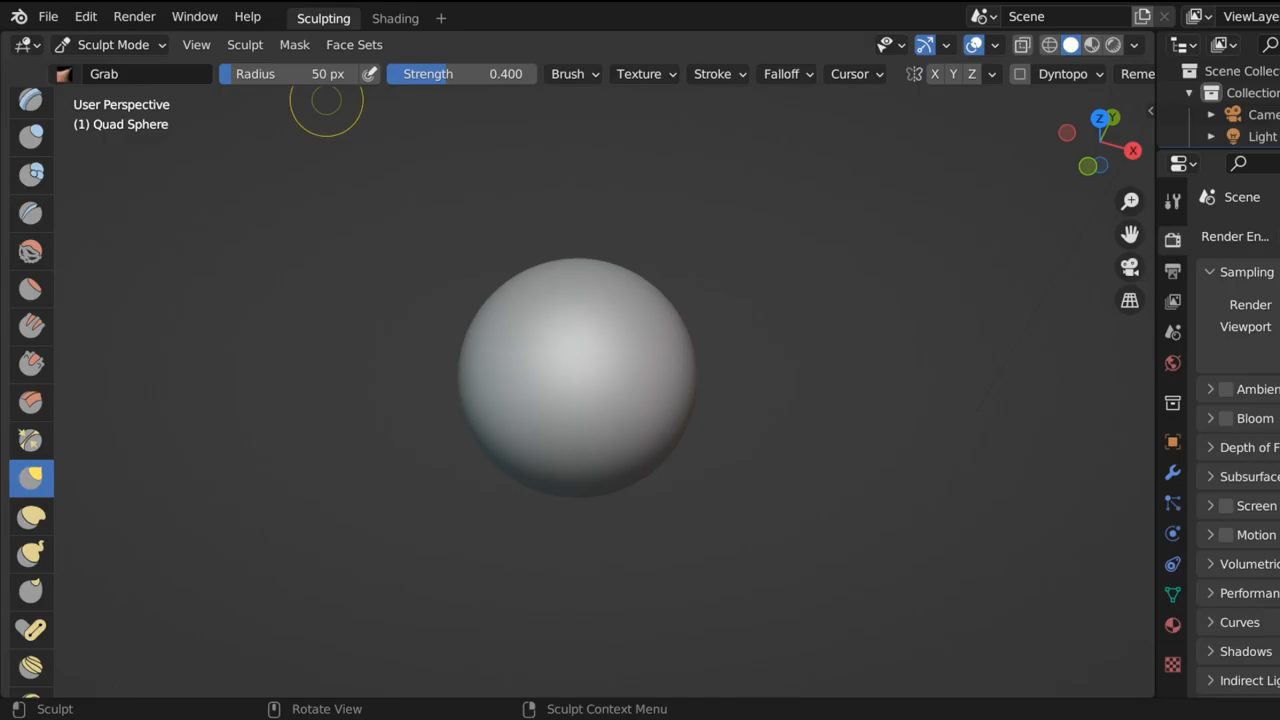 File Edit Render Window Help Sculpting Shading + Scene ViewLaye
Sculpt Mode View Sculpt Mask Face Sets
Grab Radius 50 px Strength 0.400 Brush Texture Stroke Falloff Cursor X Y Z Dyntopo Reme
User Perspective
(1) Quad Sphere
Z Y
X
Scene Collec
Collection
Came
Light
Scene
Render En...
Sampling
Render
Viewport
Ambien
Bloom
Depth of F
Subsurface
Screen
Motion
Volumetric
Performan
Curves
Shadows
Indirect Lig
Sculpt Rotate View Sculpt Context Menu